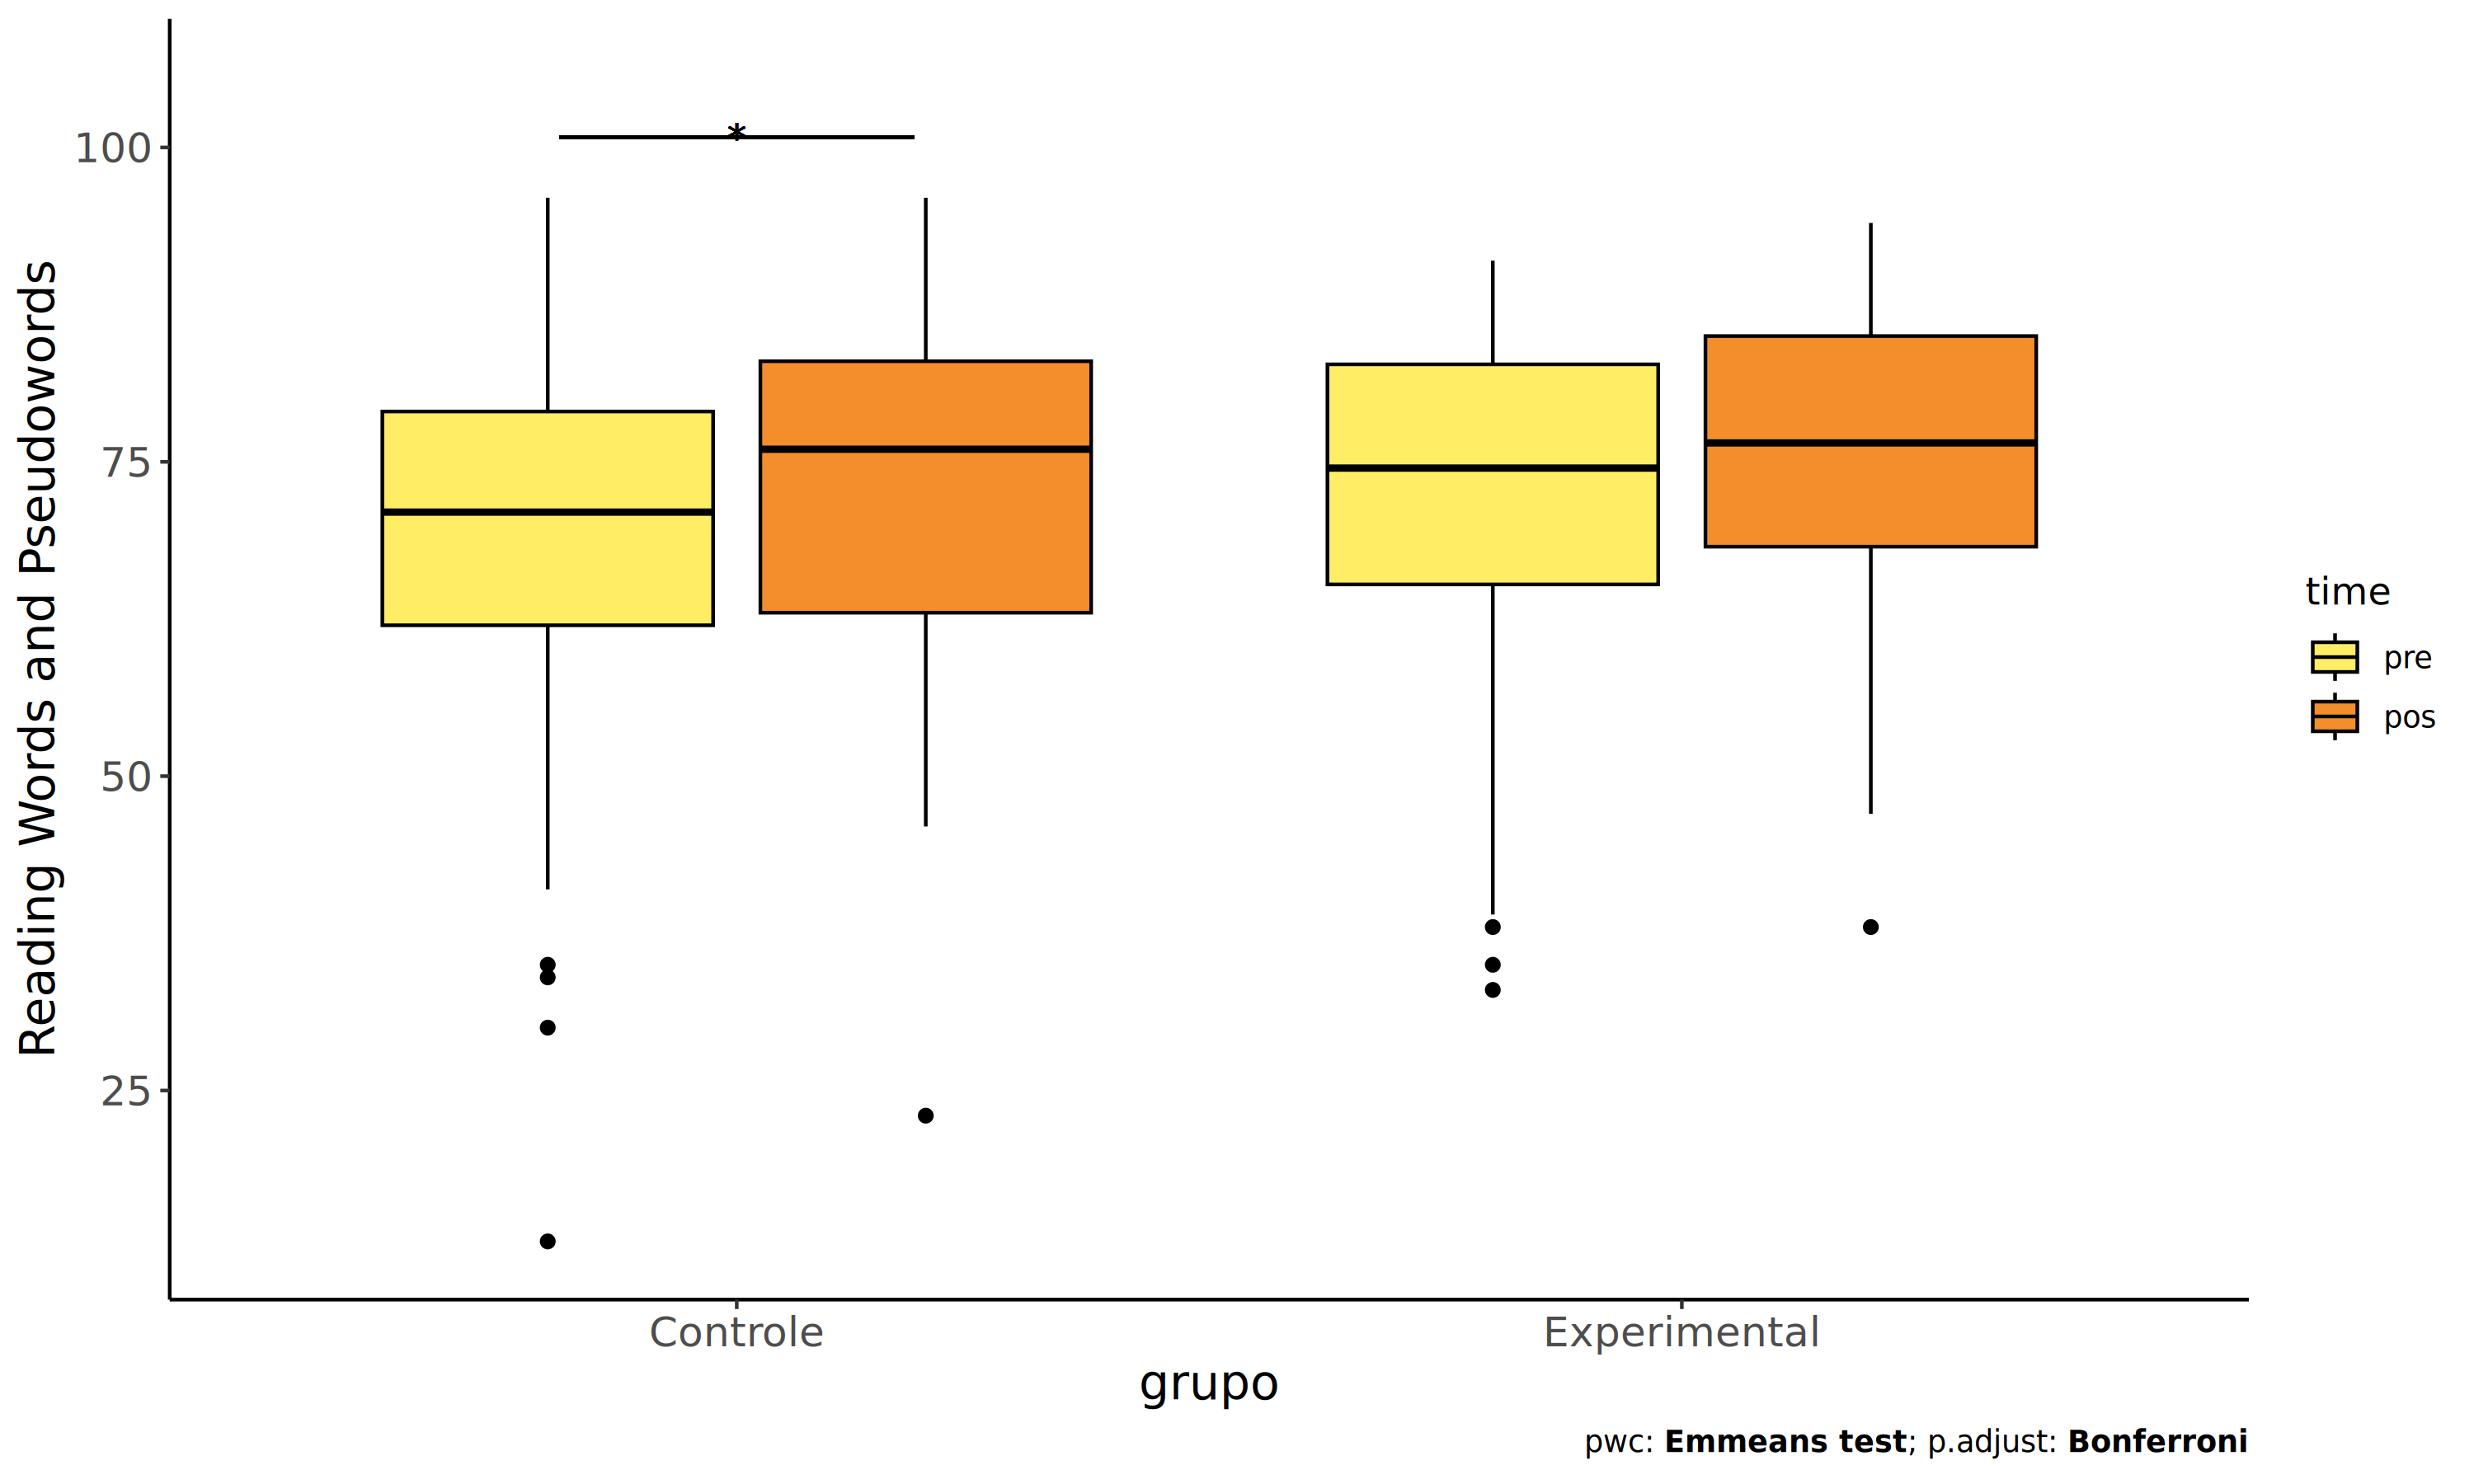 Reading Words and Pseudowords
100
75
50
25
*
Controle
Experimental
grupo
time
pre
pos
pwc: Emmeans test; p.adjust: Bonferroni